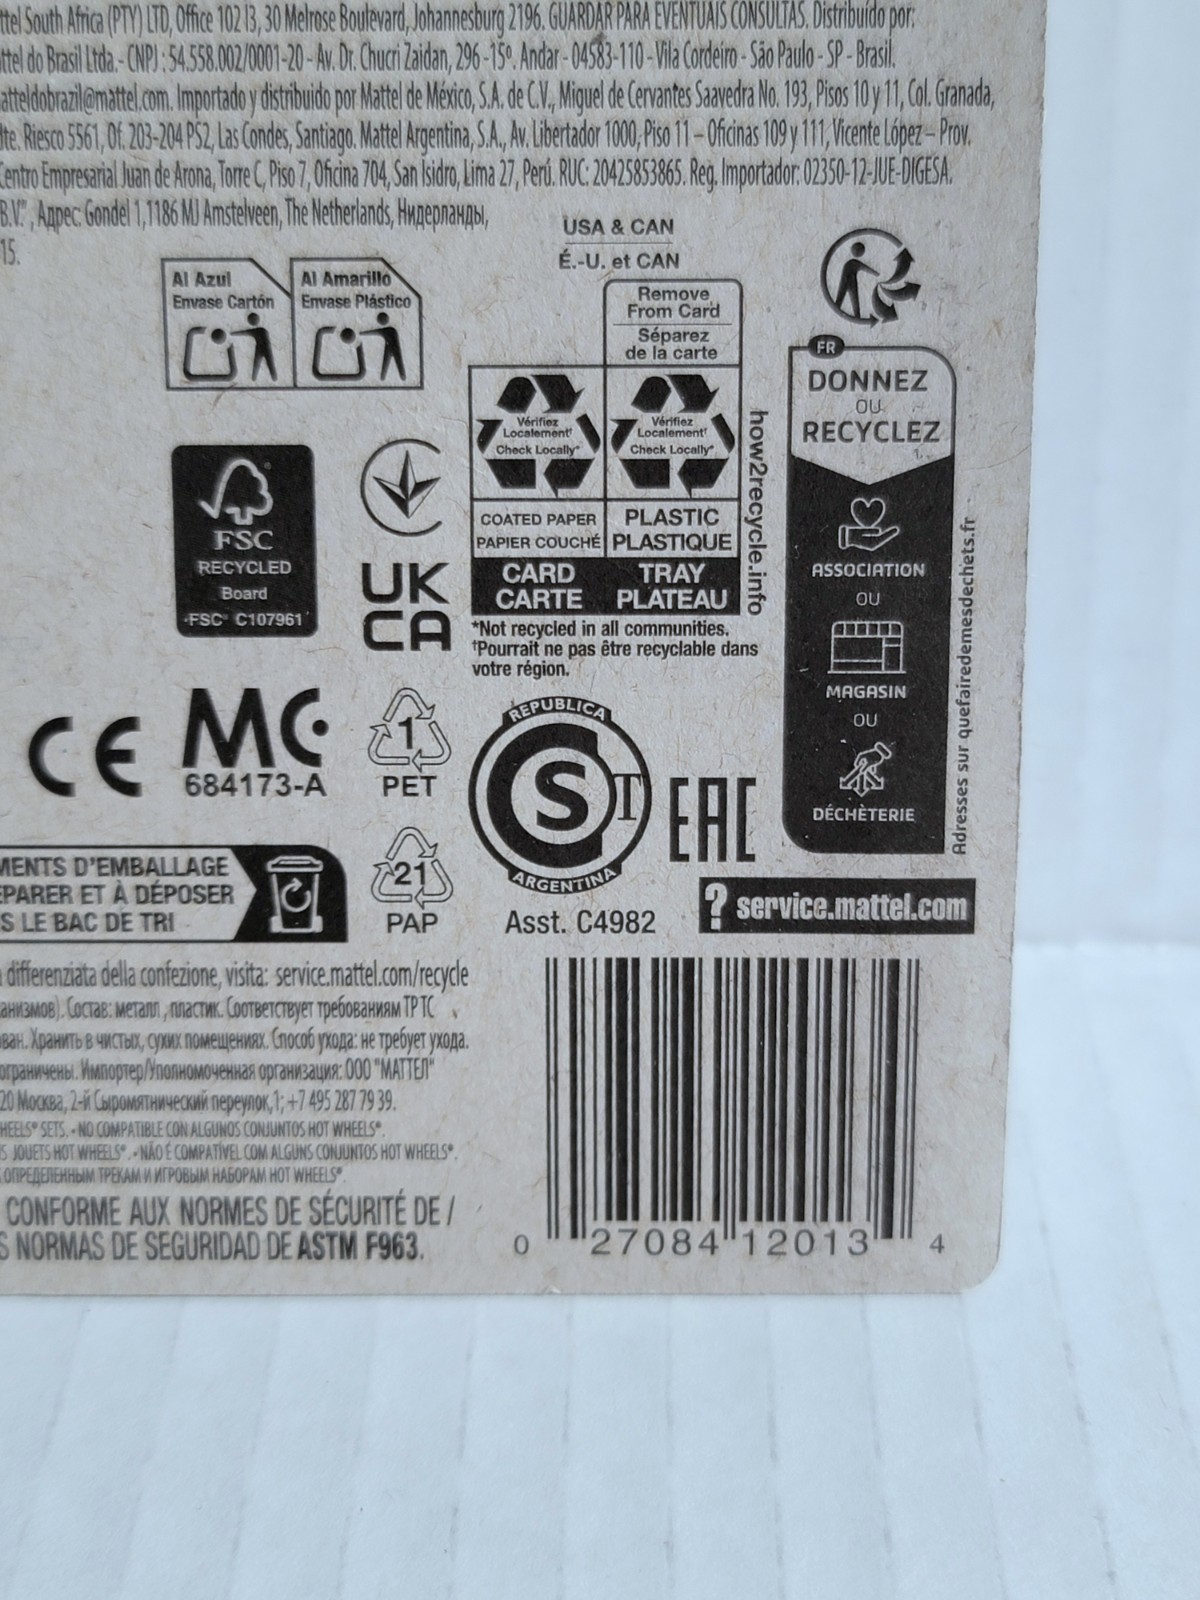 ttel South Africa (PTY) LTD, Office 102 I3, 30 Melrose Boulevard, Johannesburg 2196. GUARDAR PARA EVENTUAIS CONSULTAS. Distribuído por:
ttel do Brasil Ltda.- CNPJ : 54.558.002/0001-20 - Av. Dr. Chucri Zaidan, 296 -15º. Andar - 04583-110 - Vila Cordeiro - São Paulo - SP - Brasil.
atteldobrazil@mattel.com. Importado y distribuido por Mattel de México, S.A. de C.V., Miguel de Cervantes Saavedra No. 193, Pisos 10 y 11, Col. Granada,
te. Riesco 5561, Of. 203-204 PS2, Las Condes, Santiago. Mattel Argentina, S.A., Av. Libertador 1000, Piso 11 – Oficinas 109 y 111, Vicente López – Prov.
Centro Empresarial Juan de Arona, Torre C, Piso 7, Oficina 704, San Isidro, Lima 27, Perú. RUC: 20425853865. Reg. Importador: 02350-12-JUE-DIGESA.
B.V.", Адрес: Gondel 1, 1186 MJ Amstelveen, The Netherlands, Нидерланды,
15.
USA & CAN
É.-U. et CAN
Al Azul
Envase Cartón
Al Amarillo
Envase Plástico
Remove
From Card
Séparez
de la carte
Vérifiez
Localement†
Check Locally*
Vérifiez
Localement†
Check Locally*
COATED PAPER
PAPIER COUCHÉ
PLASTIC
PLASTIQUE
CARD
CARTE
TRAY
PLATEAU
how2recycle.info
*Not recycled in all communities.
†Pourrait ne pas être recyclable dans
votre région.
FR
DONNEZ
OU
RECYCLEZ
ASSOCIATION
OU
MAGASIN
OU
DÉCHÈTERIE
Adresses sur quefairedemesdechets.fr
FSC
RECYCLED
Board
FSC® C107961
UK
CA
CE
MC
684173-A
1
PET
REPUBLICA
S
T
ARGENTINA
EAC
MENTS D'EMBALLAGE
ÉPARER ET À DÉPOSER
S LE BAC DE TRI
21
PAP
Asst. C4982
? service.mattel.com
differenziata della confezione, visita: service.mattel.com/recycle
анизмов). Состав: металл, пластик. Соответствует требованиям ТР ТС
ван. Хранить в чистых, сухих помещениях. Способ ухода: не требует ухода.
ограничены. Импортер/Уполномоченная организация: ООО "МАТТЕЛ"
20 Москва, 2-й Сыромятнический переулок,1; +7 495 287 79 39.
HEELS® SETS. • NO COMPATIBLE CON ALGUNOS CONJUNTOS HOT WHEELS®.
S JOUETS HOT WHEELS®. • NÃO É COMPATÍVEL COM ALGUNS CONJUNTOS HOT WHEELS®.
ОПРЕДЕЛЕННЫМ ТРЕКАМ И ИГРОВЫМ НАБОРАМ HOT WHEELS®.
CONFORME AUX NORMES DE SÉCURITÉ DE /
S NORMAS DE SEGURIDAD DE ASTM F963.
0 27084 12013 4